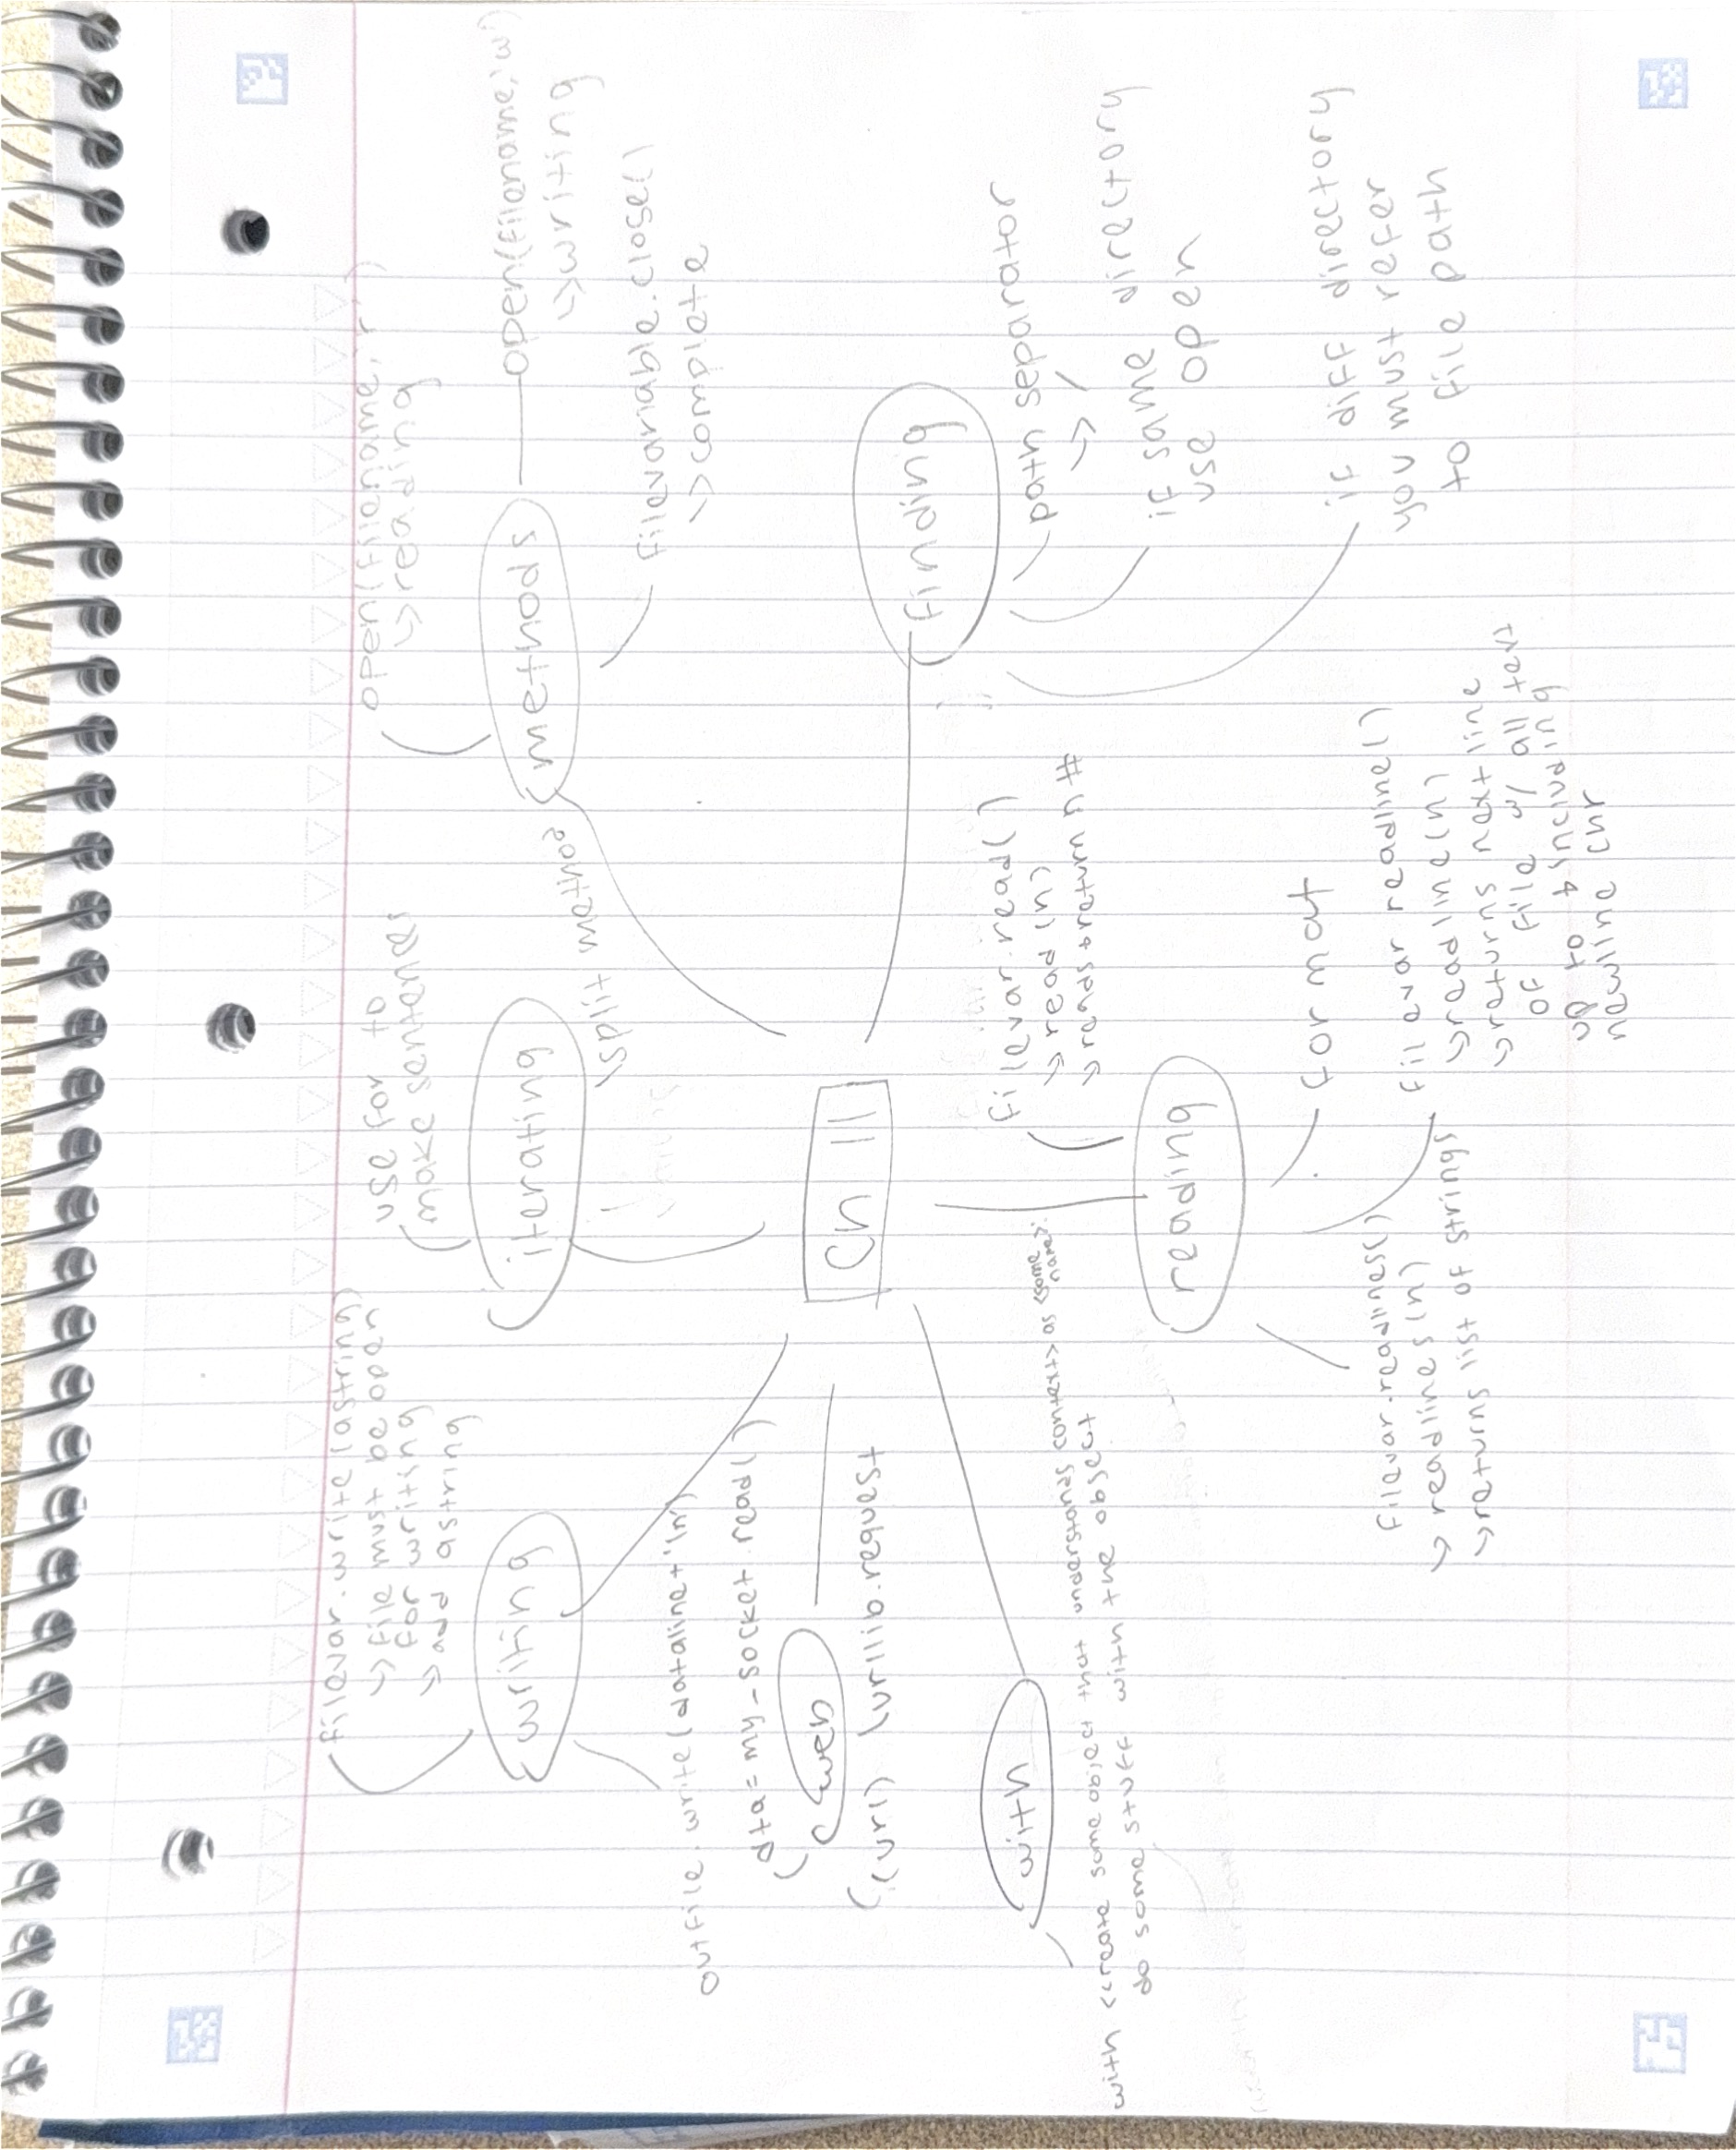 filevar.write(astring)
↳ file must be open
for writing
↳ add astring
writing
outfile.write(dataline+'\n')
use for to
make sentences
iterating
split method
open(filename,'r')
↳ reading
methods
open(filename,'w')
↳ writing
filevariable.close()
↳ complete
dta = my-socket.read()
web
(url)
(urllib.request
ch 11
finding
path separator
↳ /
if same directory
use open
if diff directory
you must refer
to file path
with
with <create some object that understands context> as <some name>:
do some stuff with the object
filevar.read()
↳ read(n)
↳ reads+return n #
reading
format
filevar readline()
↳ readline(n)
↳ returns next line
of file w/ all text
up to & including
newline chr
filevar.readlines()
↳ readlines(n)
↳ returns list of strings